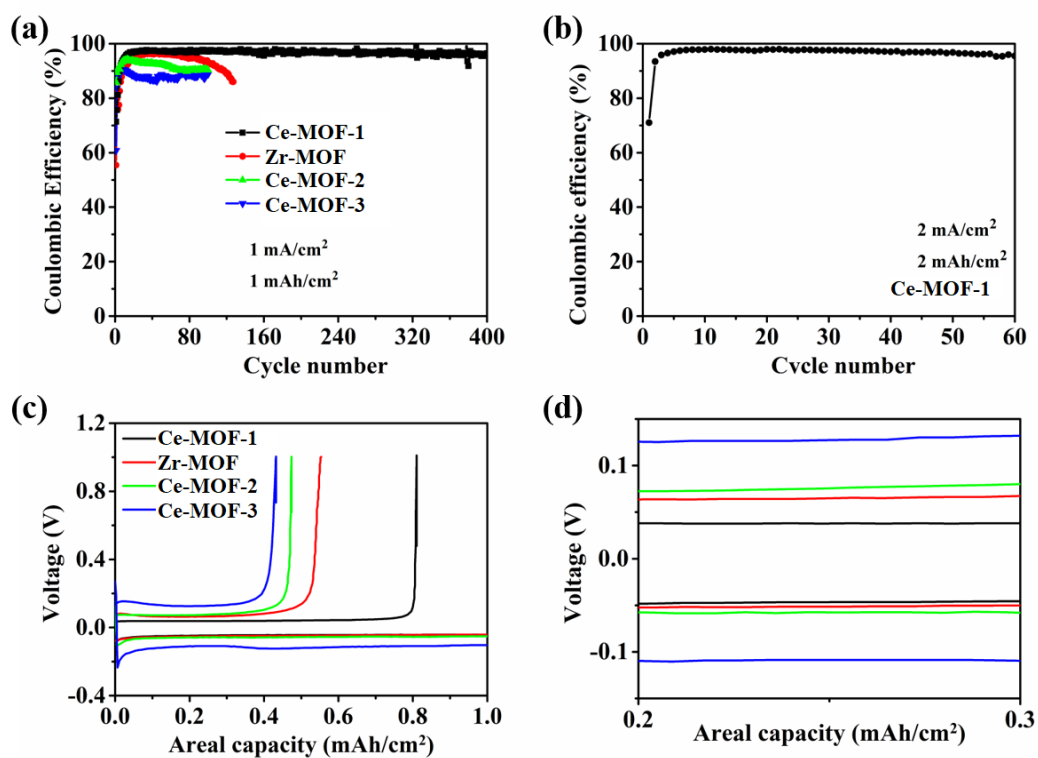 (a)
Coulombic Efficiency (%)
100
80
60
40
20
0
Ce-MOF-1
Zr-MOF
Ce-MOF-2
Ce-MOF-3
1 mA/cm²
1 mAh/cm²
0 80 160 240 320 400
Cycle number
(b)
Coulombic efficiency (%)
100
80
60
40
20
0
2 mA/cm²
2 mAh/cm²
Ce-MOF-1
0 10 20 30 40 50 60
Cycle number
(c)
Voltage (V)
1.2
0.8
0.4
0.0
-0.4
Ce-MOF-1
Zr-MOF
Ce-MOF-2
Ce-MOF-3
0.0 0.2 0.4 0.6 0.8 1.0
Areal capacity (mAh/cm²)
(d)
Voltage (V)
0.1
0.0
-0.1
0.2 0.3
Areal capacity (mAh/cm²)